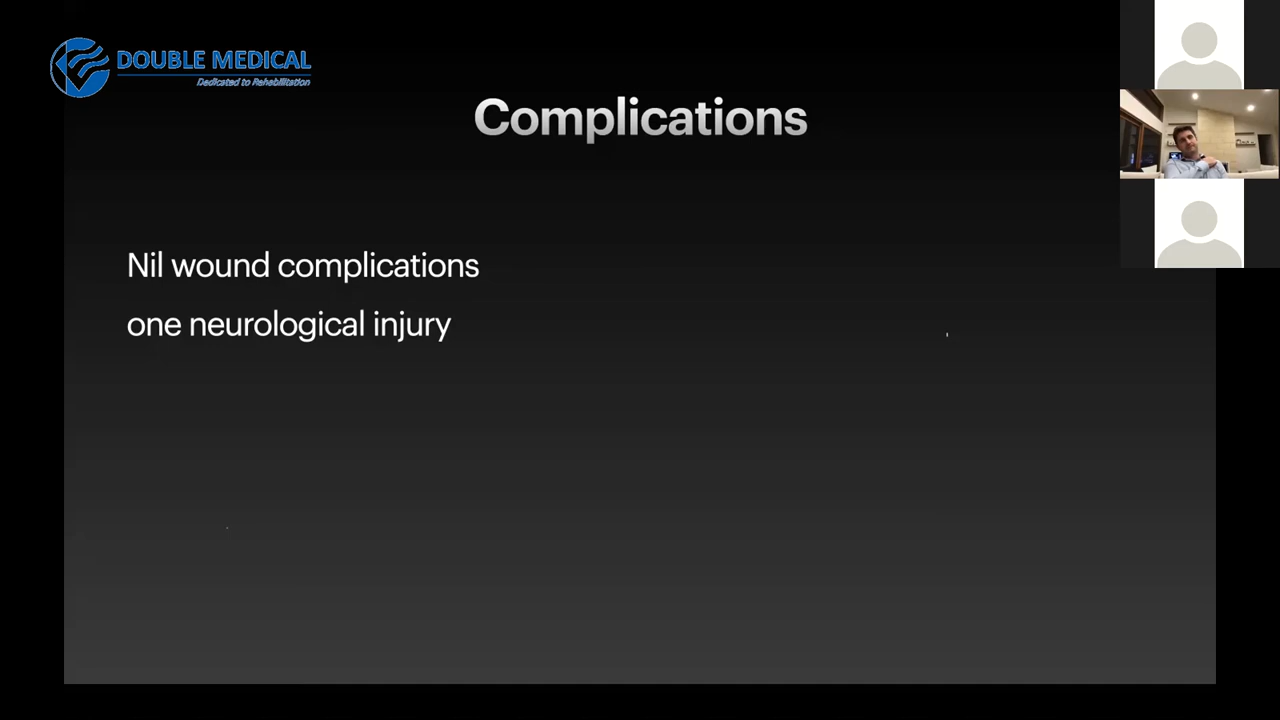 DOUBLE MEDICAL
Dedicated to Rehabilitation
Complications
Nil wound complications
one neurological injury